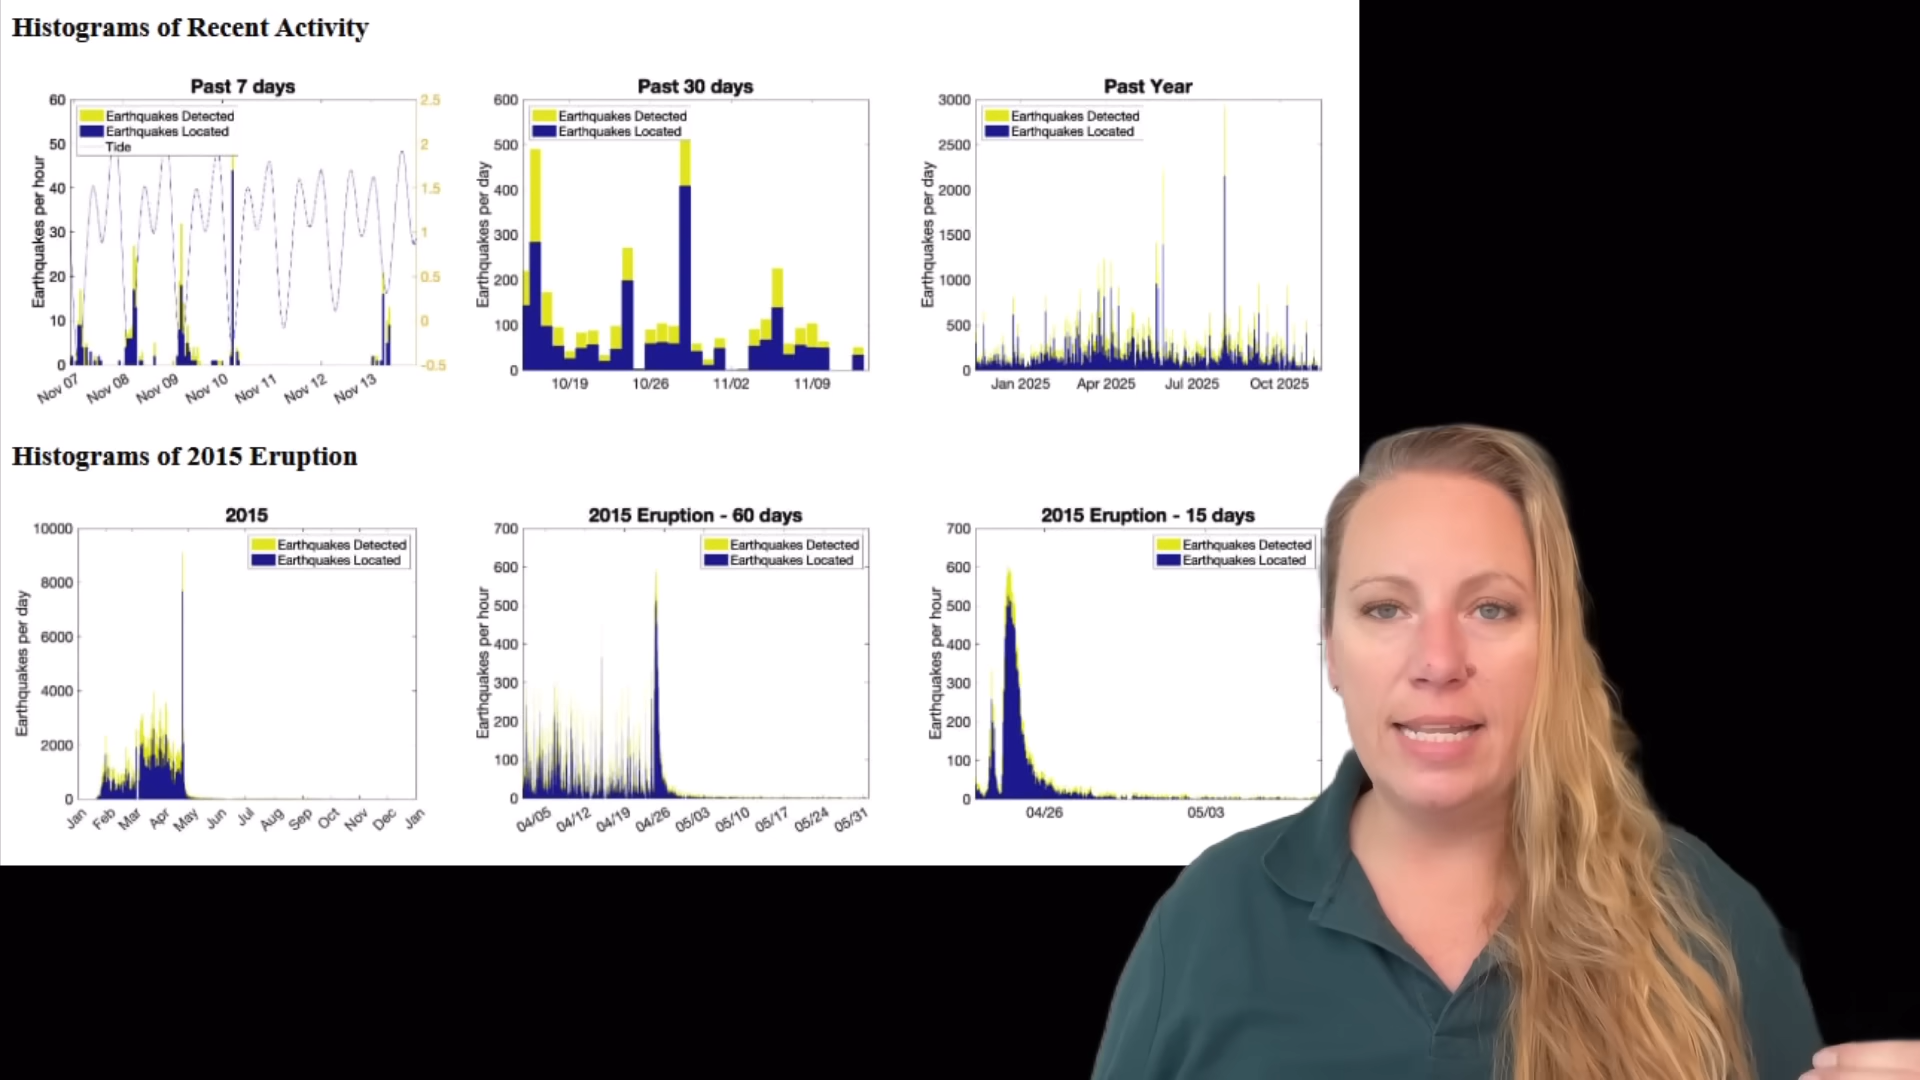 Histograms of Recent Activity
Past 7 days
Earthquakes Detected
Earthquakes Located
Tide
Earthquakes per hour
60
50
40
30
20
10
0
2.5
2
1.5
1
0.5
0
-0.5
Nov 07
Nov 08
Nov 09
Nov 10
Nov 11
Nov 12
Nov 13
Past 30 days
Earthquakes Detected
Earthquakes Located
Earthquakes per day
600
500
400
300
200
100
0
10/19
10/26
11/02
11/09
Past Year
Earthquakes Detected
Earthquakes Located
Earthquakes per day
3000
2500
2000
1500
1000
500
0
Jan 2025
Apr 2025
Jul 2025
Oct 2025
Histograms of 2015 Eruption
2015
Earthquakes Detected
Earthquakes Located
Earthquakes per day
10000
8000
6000
4000
2000
0
Jan
Feb
Mar
Apr
May
Jun
Jul
Aug
Sep
Oct
Nov
Dec
Jan
2015 Eruption - 60 days
Earthquakes Detected
Earthquakes Located
Earthquakes per hour
700
600
500
400
300
200
100
0
04/05
04/12
04/19
04/26
05/03
05/10
05/17
05/24
05/31
2015 Eruption - 15 days
Earthquakes Detected
Earthquakes Located
Earthquakes per hour
700
600
500
400
300
200
100
0
04/26
05/03